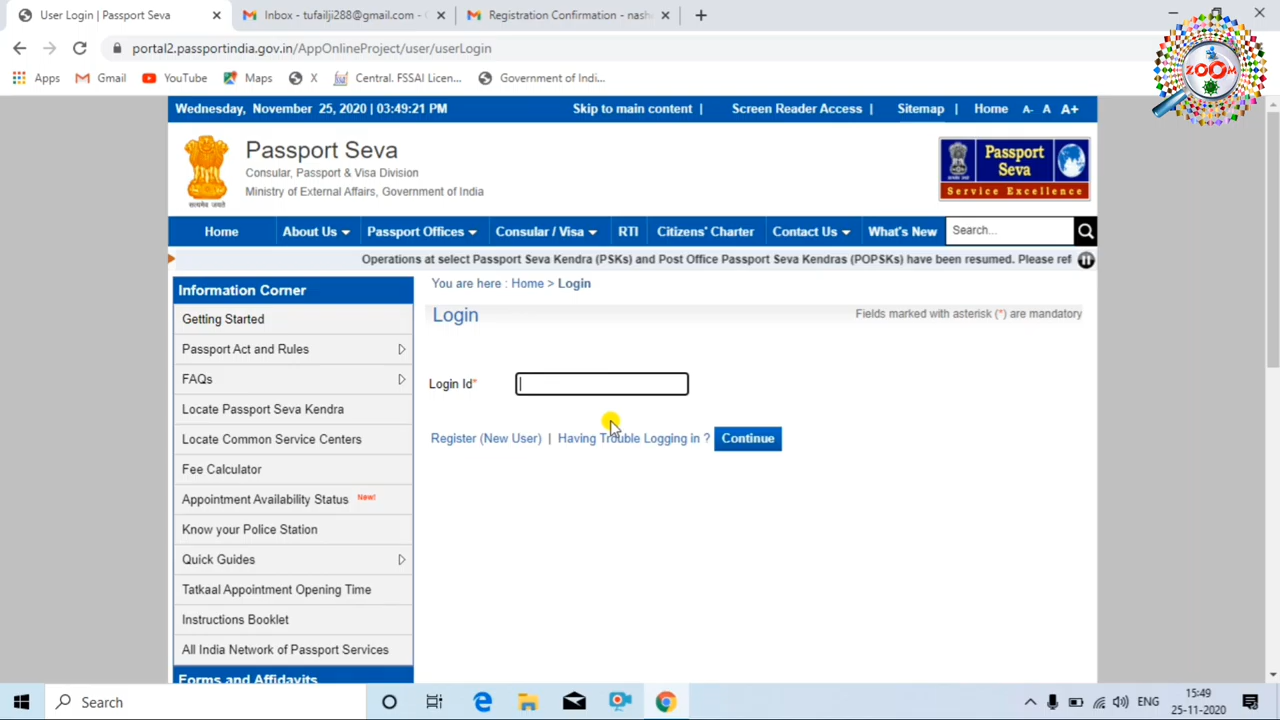 User Login | Passport Seva
Inbox - tufailji288@gmail.com -
Registration Confirmation - nash
portal2.passportindia.gov.in/AppOnlineProject/user/userLogin
Apps
Gmail
YouTube
Maps
X
Central. FSSAI Licen...
Government of Indi...
ZOOM
Wednesday, November 25, 2020 | 03:49:21 PM
Skip to main content |
Screen Reader Access |
Sitemap |
Home
A- A A+
Passport Seva
Consular, Passport & Visa Division
Ministry of External Affairs, Government of India
सत्यमेव जयते
Passport
Seva
Service Excellence
Home
About Us
Passport Offices
Consular / Visa
RTI
Citizens' Charter
Contact Us
What's New
Search...
Operations at select Passport Seva Kendra (PSKs) and Post Office Passport Seva Kendras (POPSKs) have been resumed. Please ref
Information Corner
Getting Started
Passport Act and Rules
FAQs
Locate Passport Seva Kendra
Locate Common Service Centers
Fee Calculator
Appointment Availability Status New!
Know your Police Station
Quick Guides
Tatkaal Appointment Opening Time
Instructions Booklet
All India Network of Passport Services
Forms and Affidavits
You are here : Home > Login
Login
Fields marked with asterisk (*) are mandatory
Login Id*
Register (New User) | Having Trouble Logging in ? Continue
Search
ENG
15:49
25-11-2020